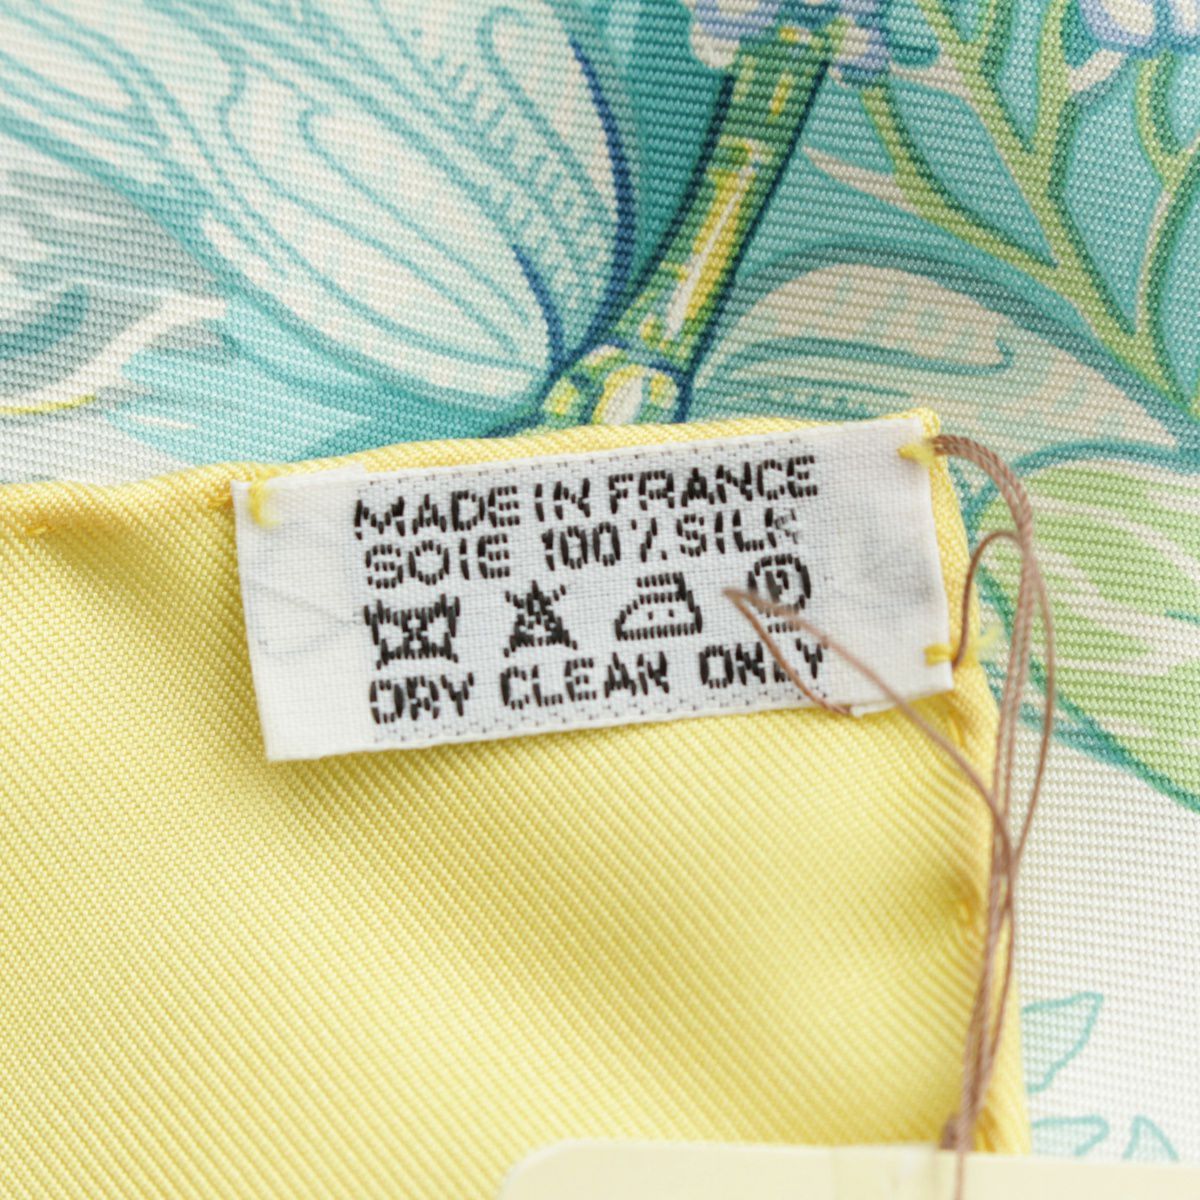 MADE IN FRANCE
SOIE 100% SILK
P
DRY CLEAN ONLY